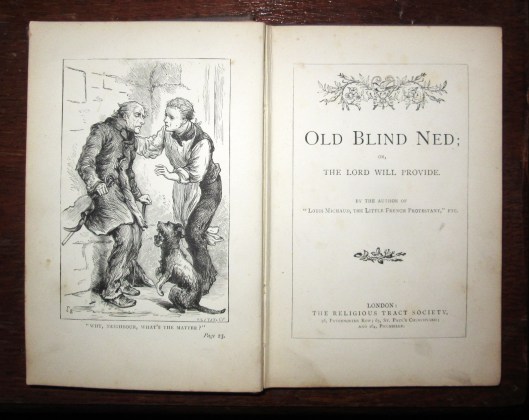 "WHY, NEIGHBOUR, WHAT'S THE MATTER?"
Page 13.
OLD BLIND NED;
OR,
THE LORD WILL PROVIDE.
BY THE AUTHOR OF
"LOUIS MICHAUD, THE LITTLE FRENCH PROTESTANT," ETC.
LONDON:
THE RELIGIOUS TRACT SOCIETY,
56, PATERNOSTER ROW; 65, ST. PAUL'S CHURCHYARD;
AND 164, PICCADILLY.